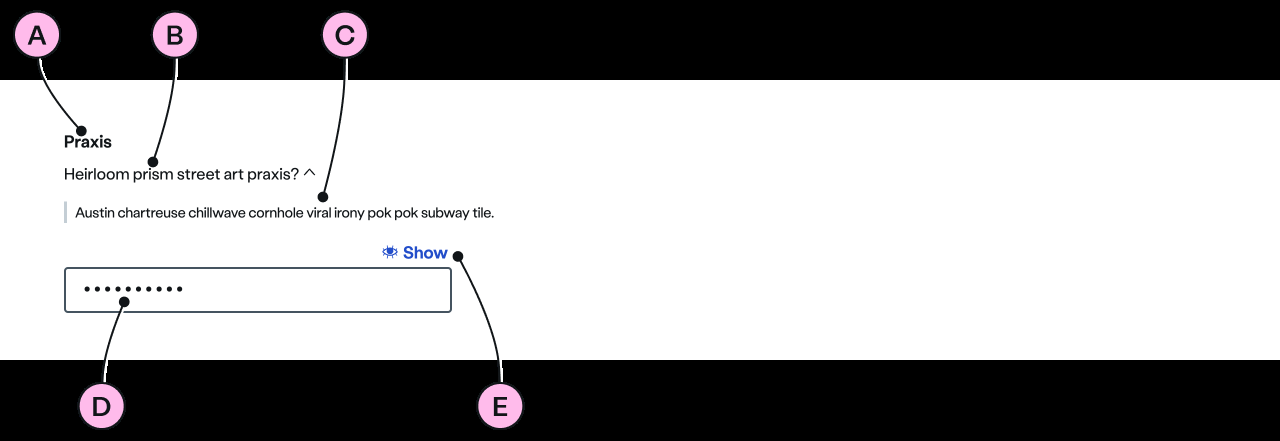 A B C
Praxis
Heirloom prism street art praxis?
Austin chartreuse chillwave cornhole viral irony pok pok subway tile.
Show
••••••••••
D E